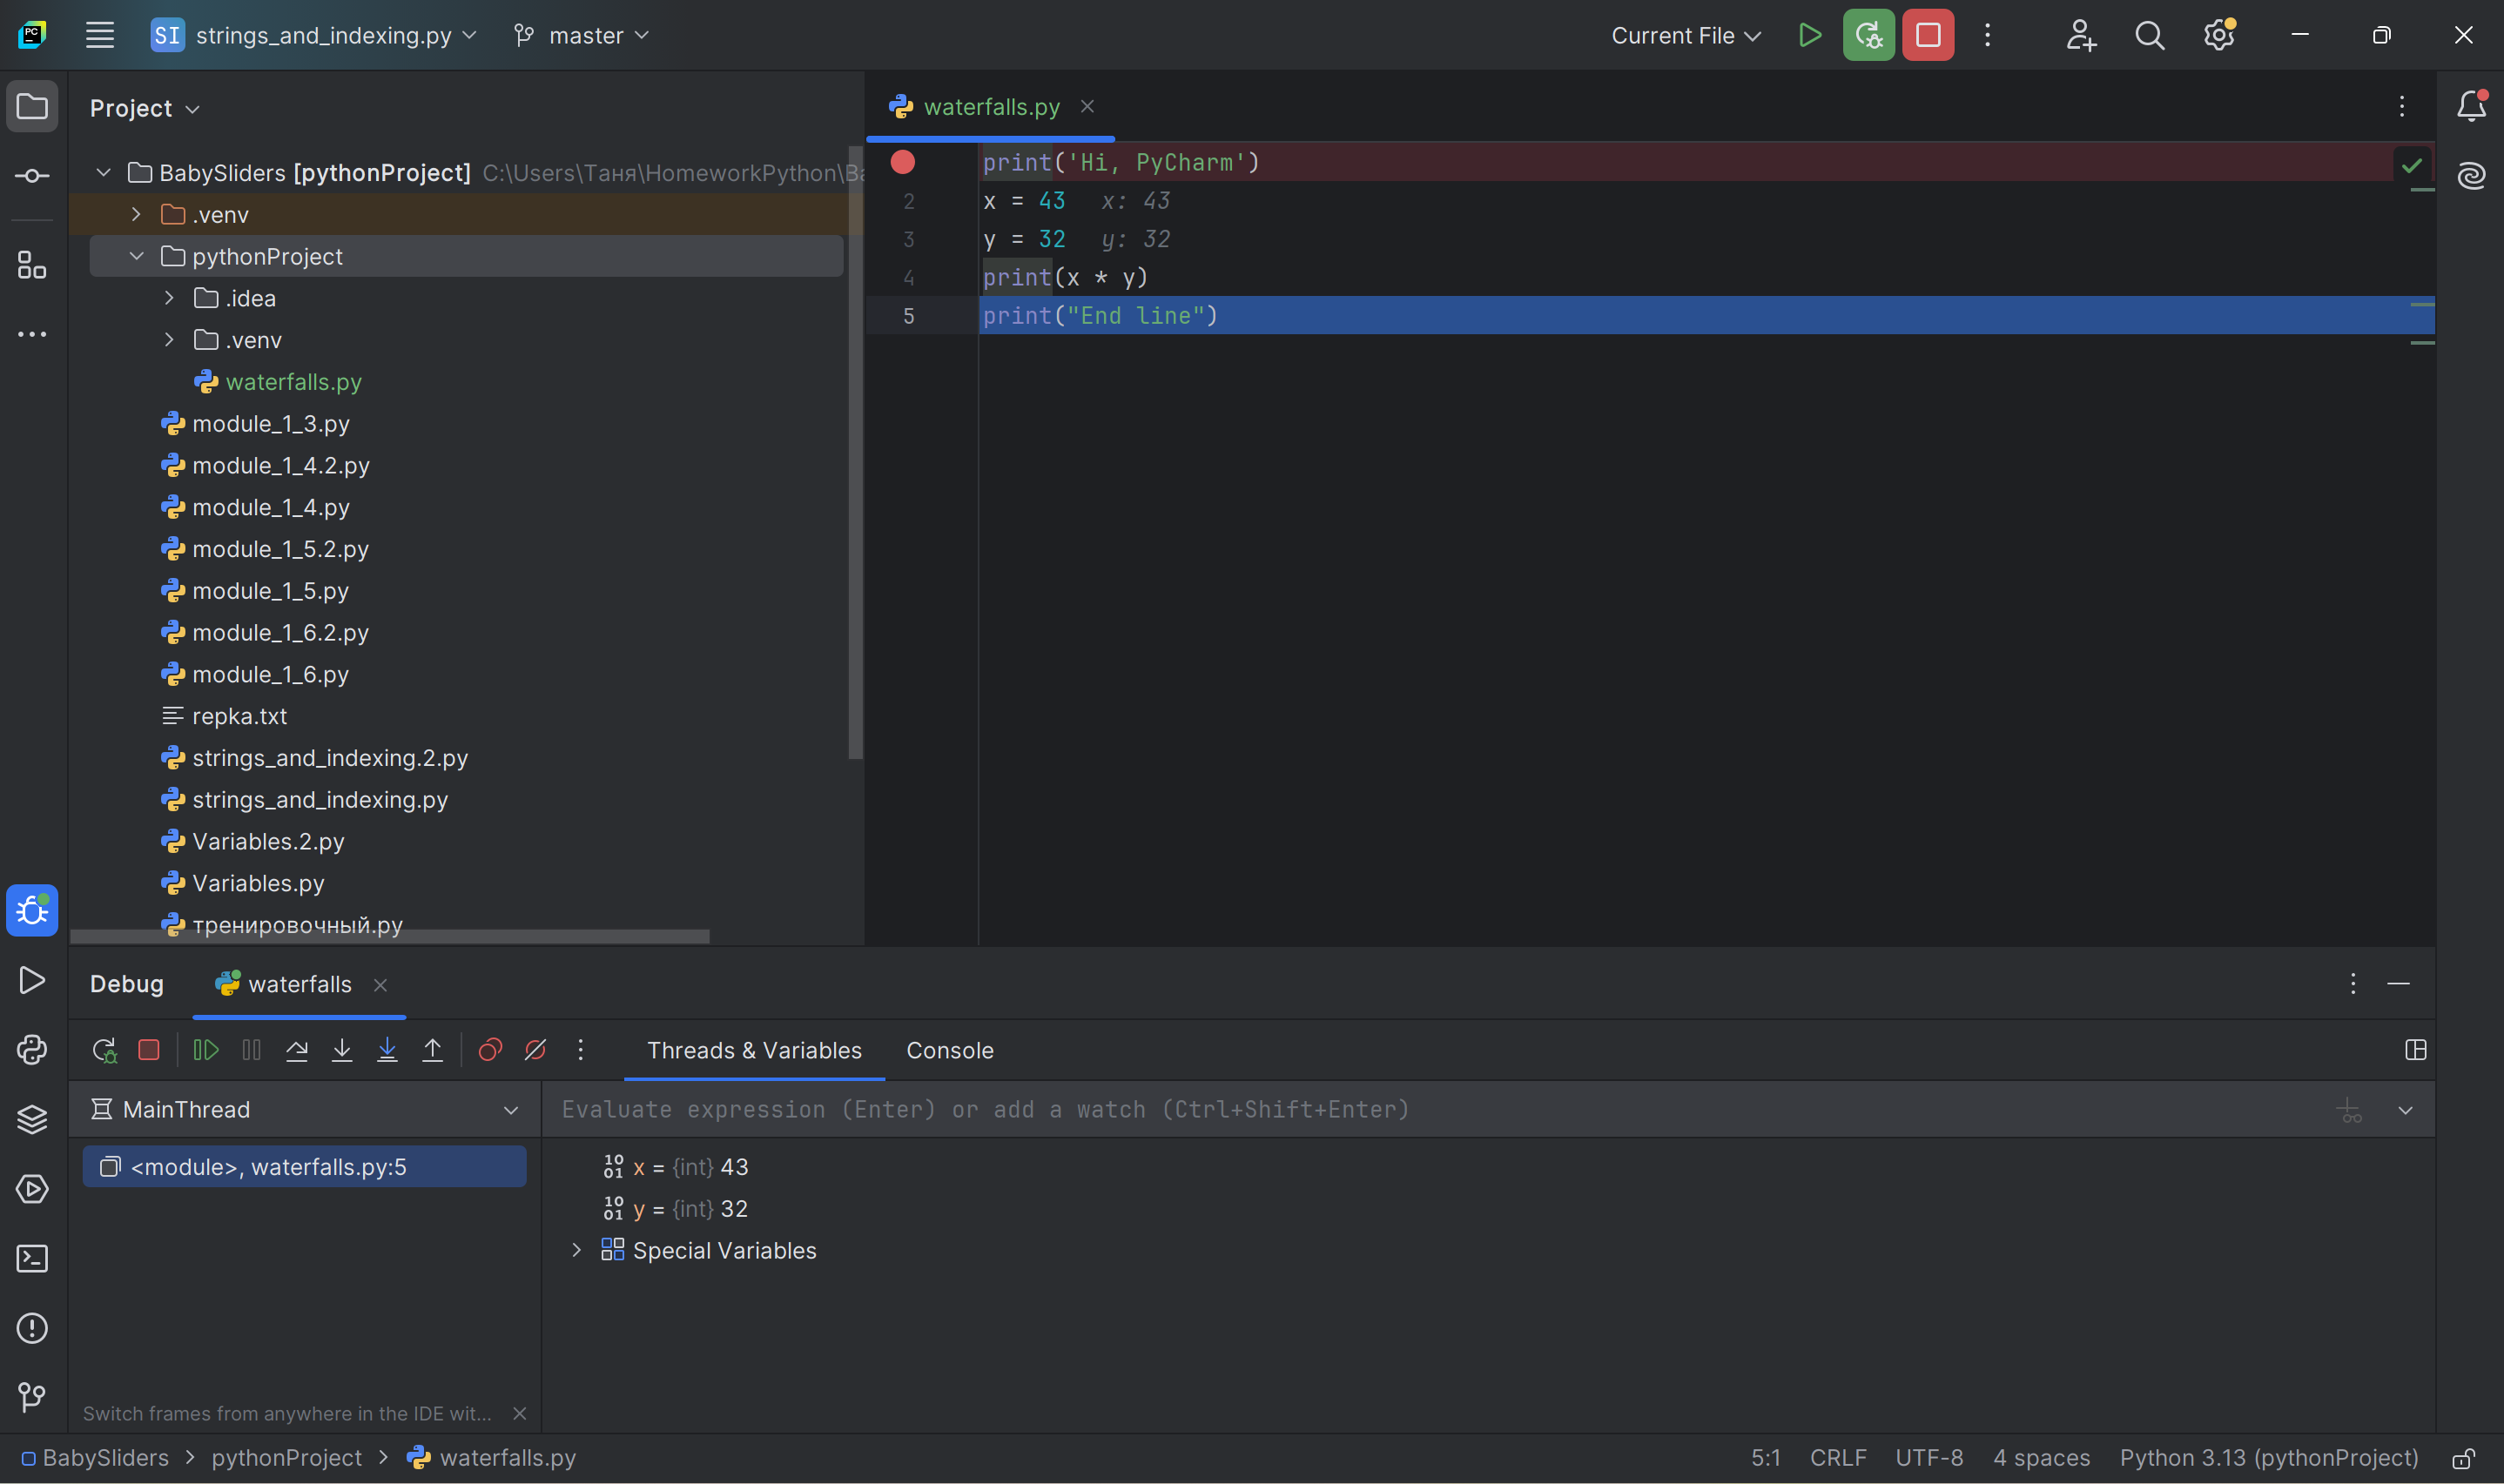 PC
SI strings_and_indexing.py master Current File
Project
BabySliders [pythonProject] C:\Users\Таня\HomeworkPython\Ba
.venv
pythonProject
.idea
.venv
waterfalls.py
module_1_3.py
module_1_4.2.py
module_1_4.py
module_1_5.2.py
module_1_5.py
module_1_6.2.py
module_1_6.py
repka.txt
strings_and_indexing.2.py
strings_and_indexing.py
Variables.2.py
Variables.py
тренировочный.py
waterfalls.py
print('Hi, PyCharm')
2 x = 43 x: 43
3 y = 32 y: 32
4 print(x * y)
5 print("End line")
Debug waterfalls
Threads & Variables Console
MainThread
Evaluate expression (Enter) or add a watch (Ctrl+Shift+Enter)
<module>, waterfalls.py:5
x = {int} 43
y = {int} 32
Special Variables
Switch frames from anywhere in the IDE wit...
BabySliders pythonProject waterfalls.py 5:1 CRLF UTF-8 4 spaces Python 3.13 (pythonProject)